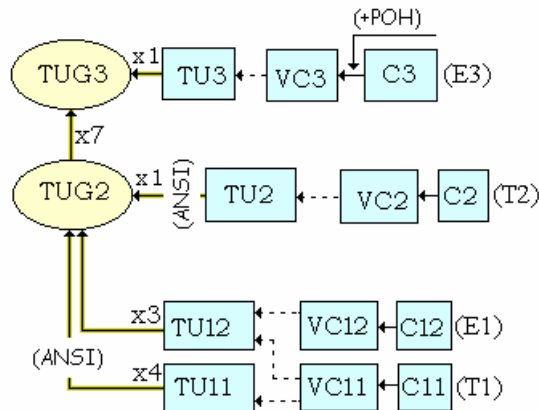 (+POH)
TUG3 x1 TU3 VC3 C3 (E3)
x7
TUG2 x1 (ANSI) TU2 VC2 C2 (T2)
x3 TU12 VC12 C12 (E1)
(ANSI)
x4 TU11 VC11 C11 (T1)